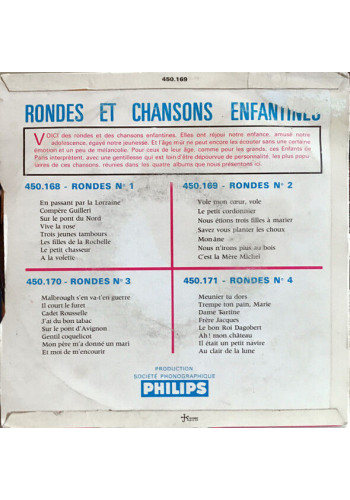 450.169
RONDES ET CHANSONS ENFANTINES
VOICI des rondes et des chansons enfantines. Elles ont réjoui notre enfance, amusé notre
adolescence, égayé notre jeunesse. Et l'âge mûr ne peut encore les écouter sans une certaine
émotion et un peu de mélancolie. Pour ceux de leur âge, comme pour les grands, ces Enfants de
Paris interprètent, avec une gentillesse qui est loin d'être dépourvue de personnalité, les plus popu-
laires de ces chansons, réunies dans les quatre albums que nous présentons ici.
450.168 - RONDES N° 1
En passant par la Lorraine
Compère Guilleri
Sur le pont du Nord
Vive la rose
Trois jeunes tambours
Les filles de la Rochelle
Le petit chasseur
A la volette
450.169 - RONDES N° 2
Vole mon cœur, vole
Le petit cordonnier
Nous étions trois filles à marier
Savez vous planter les choux
Mon âne
Nous n'irons plus au bois
C'est la Mère Michel
450.170 - RONDES N° 3
Malbrough s'en va-t'en guerre
Il court le furet
Cadet Rousselle
J'ai du bon tabac
Sur le pont d'Avignon
Gentil coquelicot
Mon père m'a donné un mari
Et moi de m'encourir
450.171 - RONDES N° 4
Meunier tu dors
Trempe ton pain, Marie
Dame Tartine
Frère Jacques
Le bon Roi Dagobert
Ah ! mon château
Il était un petit navire
Au clair de la lune
PRODUCTION
SOCIÉTÉ PHONOGRAPHIQUE
PHILIPS